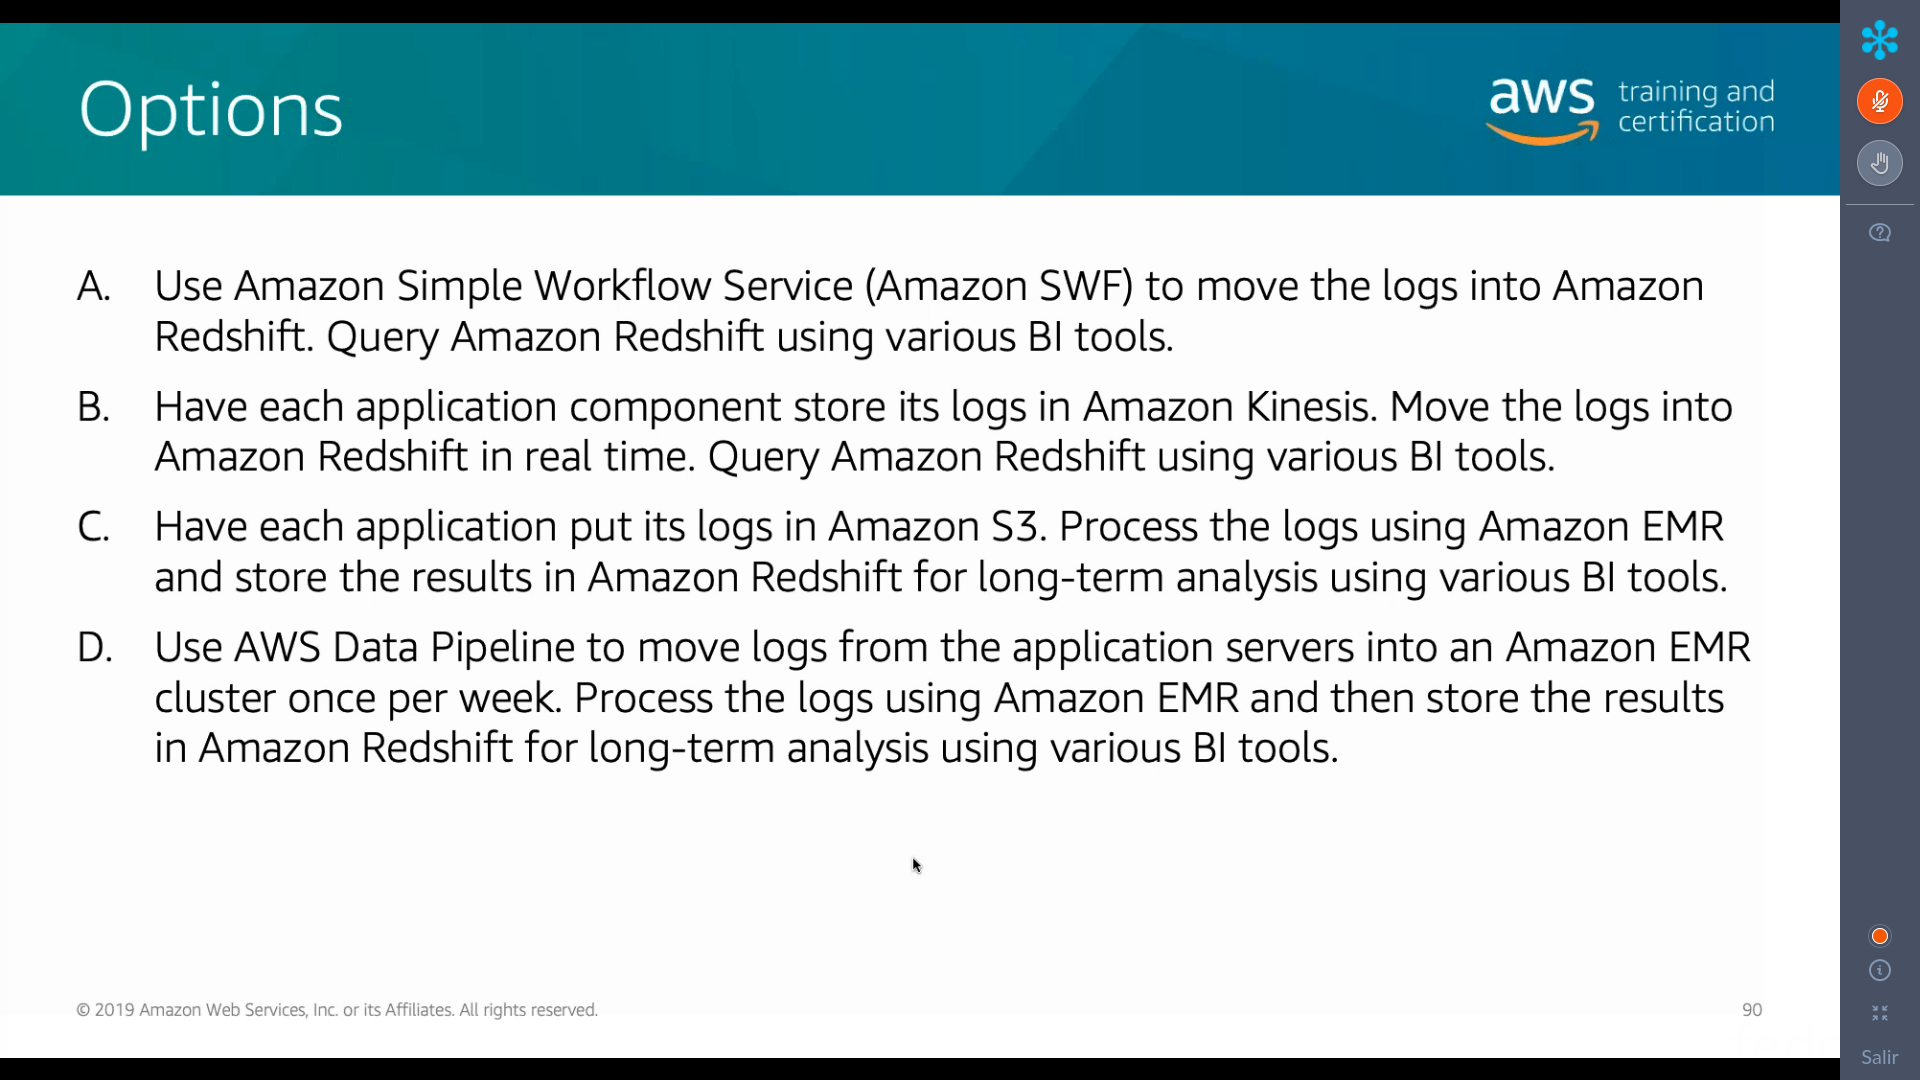 Options
aws training and
certification
A. Use Amazon Simple Workflow Service (Amazon SWF) to move the logs into Amazon
Redshift. Query Amazon Redshift using various BI tools.
B. Have each application component store its logs in Amazon Kinesis. Move the logs into
Amazon Redshift in real time. Query Amazon Redshift using various BI tools.
C. Have each application put its logs in Amazon S3. Process the logs using Amazon EMR
and store the results in Amazon Redshift for long-term analysis using various BI tools.
D. Use AWS Data Pipeline to move logs from the application servers into an Amazon EMR
cluster once per week. Process the logs using Amazon EMR and then store the results
in Amazon Redshift for long-term analysis using various BI tools.
© 2019 Amazon Web Services, Inc. or its Affiliates. All rights reserved.
90
Salir